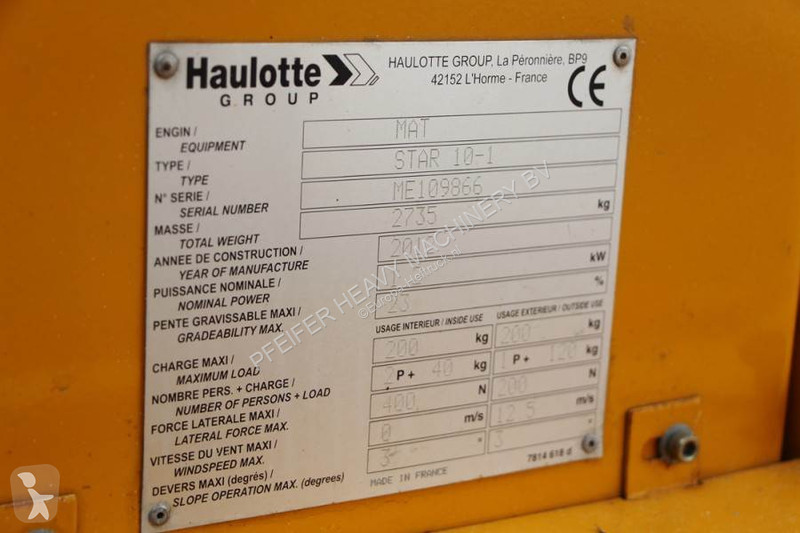 Haulotte
GROUP
HAULOTTE GROUP, La Péronnière, BP9
42152 L'Horme - France
CE
ENGIN /
EQUIPMENT
MAT
TYPE /
TYPE
STAR 10-1
N° SERIE /
SERIAL NUMBER
ME109866
MASSE /
TOTAL WEIGHT
2735 kg
ANNEE DE CONSTRUCTION /
YEAR OF MANUFACTURE
PUISSANCE NOMINALE /
NOMINAL POWER
kW
PENTE GRAVISSABLE MAXI /
GRADEABILITY MAX.
23 %
USAGE INTERIEUR / INSIDE USE
USAGE EXTERIEUR / OUTSIDE USE
CHARGE MAXI /
MAXIMUM LOAD
200 kg 200 kg
NOMBRE PERS. + CHARGE /
NUMBER OF PERSONS + LOAD
2 P + 40 kg 1 P + 120 kg
FORCE LATERALE MAXI /
LATERAL FORCE MAX.
400 N 200 N
VITESSE DU VENT MAXI /
WINDSPEED MAX.
0 m/s 12 5 m/s
DEVERS MAXI (degrés) /
SLOPE OPERATION MAX. (degrees)
3 ° 3 °
MADE IN FRANCE
7814 618 d
PFEIFER HEAVY MACHINERY BV